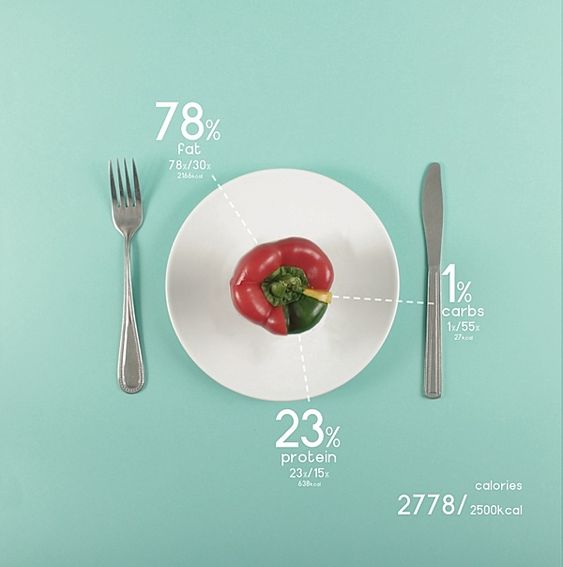 78%
fat
78%/30%
2166kcal
1%
carbs
1%/55%
27kcal
23%
protein
23%/15%
638kcal
calories
2778/2500kcal